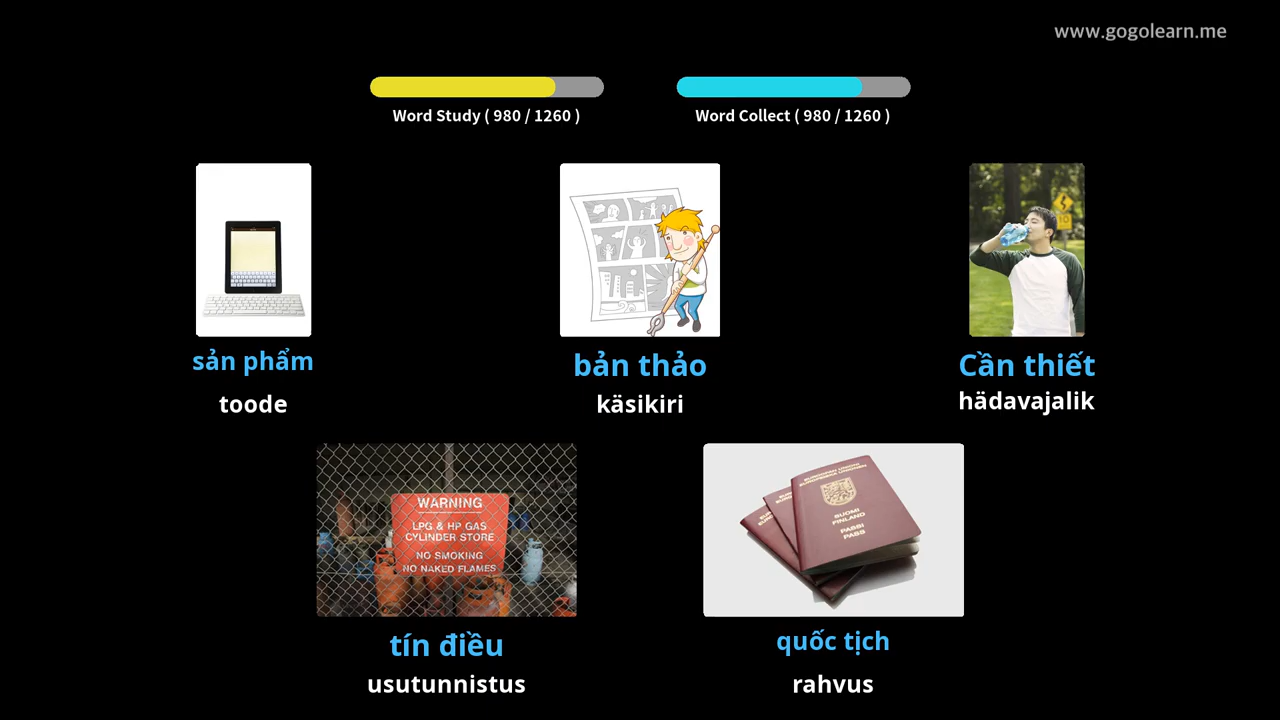 www.gogolearn.me
Word Study ( 980 / 1260 )
Word Collect ( 980 / 1260 )
sản phẩm
toode
bản thảo
käsikiri
Cần thiết
hädavajalik
WARNING
LPG & HP GAS
CYLINDER STORE
NO SMOKING
NO NAKED FLAMES
tín điều
usutunnistus
SUOMI
FINLAND
PASSI
PASS
quốc tịch
rahvus